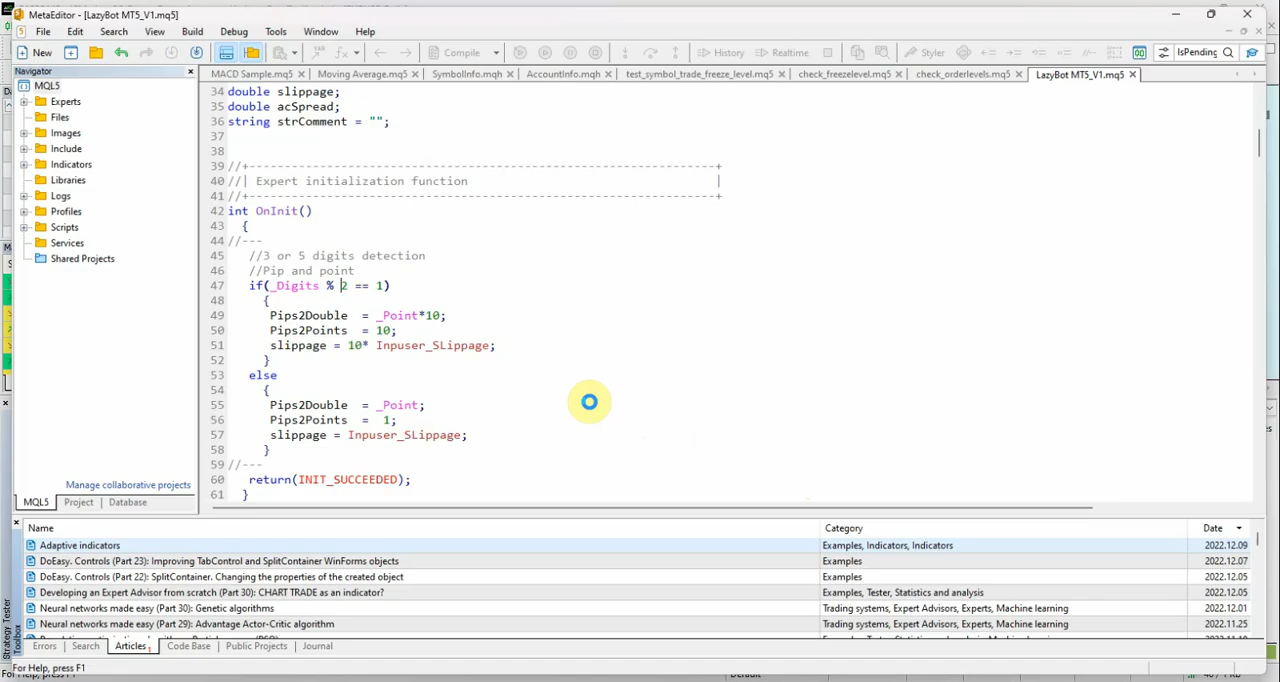 MetaEditor - [LazyBot MT5_V1.mq5]
File Edit Search View Build Debug Tools Window Help
New Compile History Realtime Styler IsPending
Navigator
MACD Sample.mq5 Moving Average.mq5 SymbolInfo.mqh AccountInfo.mqh test_symbol_trade_freeze_level.mq5 check_freezelevel.mq5 check_orderlevels.mq5 LazyBot MT5_V1.mq5
MQL5
Experts
Files
Images
Include
Indicators
Libraries
Logs
Profiles
Scripts
Services
Shared Projects
Manage collaborative projects
MQL5 Project Database
34 double slippage;
35 double acSpread;
36 string strComment = "";
37
38
39 //+------------------------------------------------------------------+
40 //| Expert initialization function |
41 //+------------------------------------------------------------------+
42 int OnInit()
43 {
44 //---
45 //3 or 5 digits detection
46 //Pip and point
47 if(_Digits % 2 == 1)
48 {
49 Pips2Double = _Point*10;
50 Pips2Points = 10;
51 slippage = 10* Inpuser_SLippage;
52 }
53 else
54 {
55 Pips2Double = _Point;
56 Pips2Points = 1;
57 slippage = Inpuser_SLippage;
58 }
59 //---
60 return(INIT_SUCCEEDED);
61 }
Name Category Date
Adaptive indicators Examples, Indicators, Indicators 2022.12.09
DoEasy. Controls (Part 23): Improving TabControl and SplitContainer WinForms objects Examples 2022.12.07
DoEasy. Controls (Part 22): SplitContainer. Changing the properties of the created object Examples 2022.12.05
Developing an Expert Advisor from scratch (Part 30): CHART TRADE as an indicator? Examples, Tester, Statistics and analysis 2022.12.05
Neural networks made easy (Part 30): Genetic algorithms Trading systems, Expert Advisors, Experts, Machine learning 2022.12.01
Neural networks made easy (Part 29): Advantage Actor-Critic algorithm Trading systems, Expert Advisors, Experts, Machine learning 2022.11.25
Errors Search Articles Code Base Public Projects Journal
Strategy Tester
Toolbox
For Help, press F1